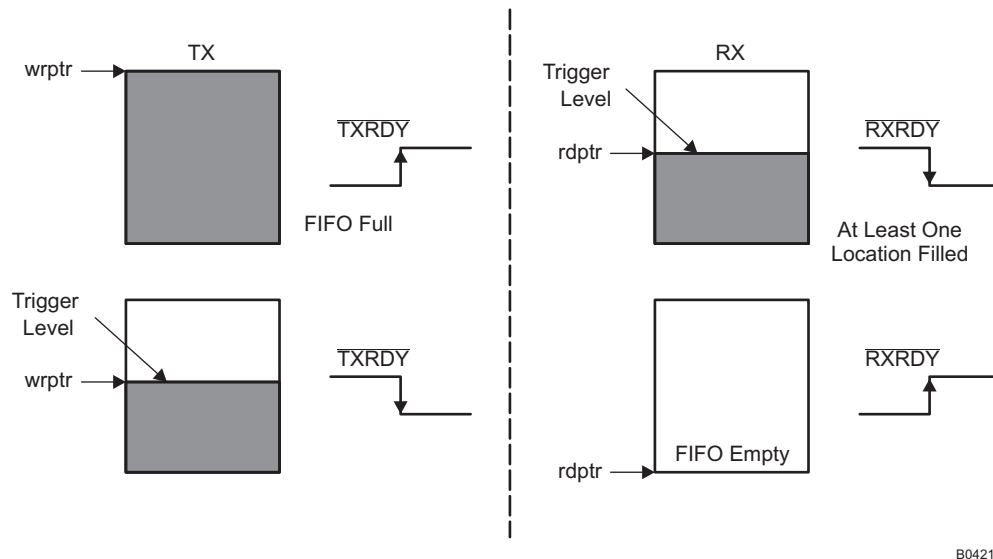 TX
wrptr
TXRDY
FIFO Full
Trigger
Level
wrptr
TXRDY
RX
Trigger
Level
rdptr
RXRDY
At Least One
Location Filled
RXRDY
FIFO Empty
rdptr
B0421